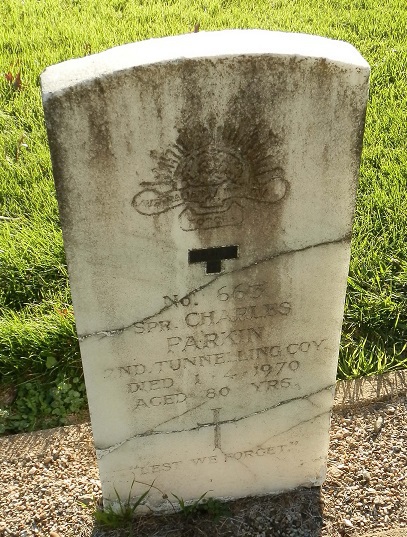 No. 665
SPR. CHARLES
PARKIN
2ND. TUNNELLING COY.
DIED 1. 4. 1970
AGED 80 YRS.
"LEST WE FORGET."